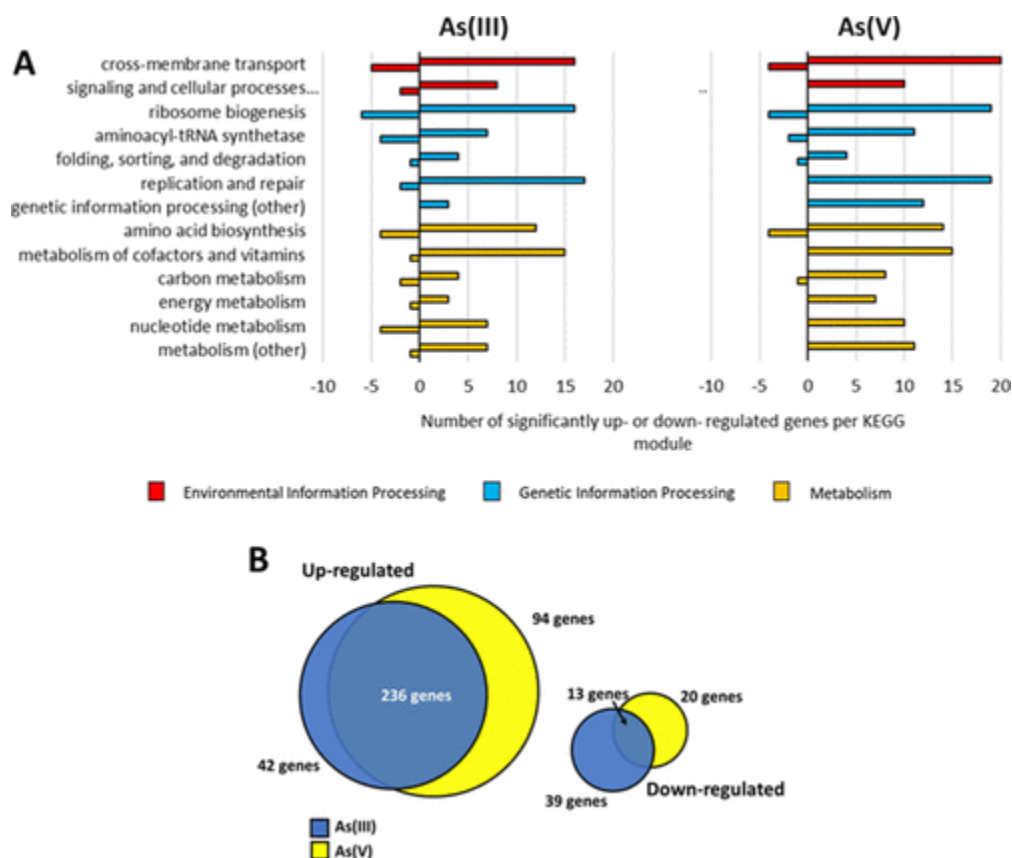 As(III)
As(V)
A
cross-membrane transport
signaling and cellular processes...
ribosome biogenesis
aminoacyl-tRNA synthetase
folding, sorting, and degradation
replication and repair
genetic information processing (other)
amino acid biosynthesis
metabolism of cofactors and vitamins
carbon metabolism
energy metabolism
nucleotide metabolism
metabolism (other)
-10 -5 0 5 10 15 20
-10 -5 0 5 10 15 20
Number of significantly up- or down- regulated genes per KEGG
module
Environmental Information Processing
Genetic Information Processing
Metabolism
B
Up-regulated
94 genes
236 genes
42 genes
13 genes
20 genes
39 genes
Down-regulated
As(III)
As(V)